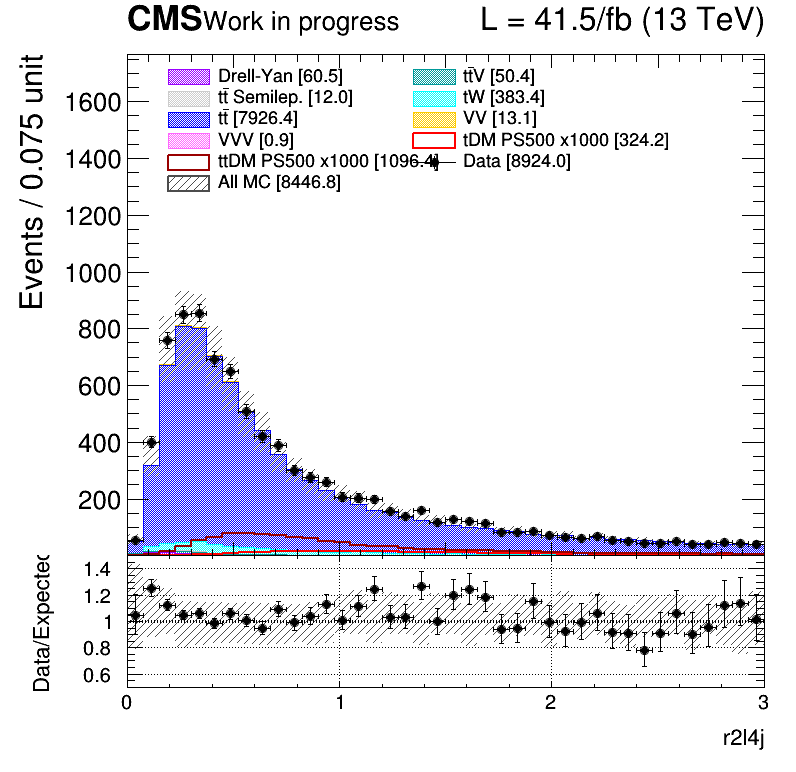 CMS Work in progress L = 41.5/fb (13 TeV)
Events / 0.075 unit
Drell-Yan [60.5] tt̄V [50.4]
tt̄ Semilep. [12.0] tW [383.4]
tt̄ [7926.4] VV [13.1]
VVV [0.9] tDM PS500 x1000 [324.2]
ttDM PS500 x1000 [1096.4] Data [8924.0]
All MC [8446.8]
1600
1400
1200
1000
800
600
400
200
Data/Expected
1.4
1.2
1
0.8
0.6
0 1 2 3
r2l4j